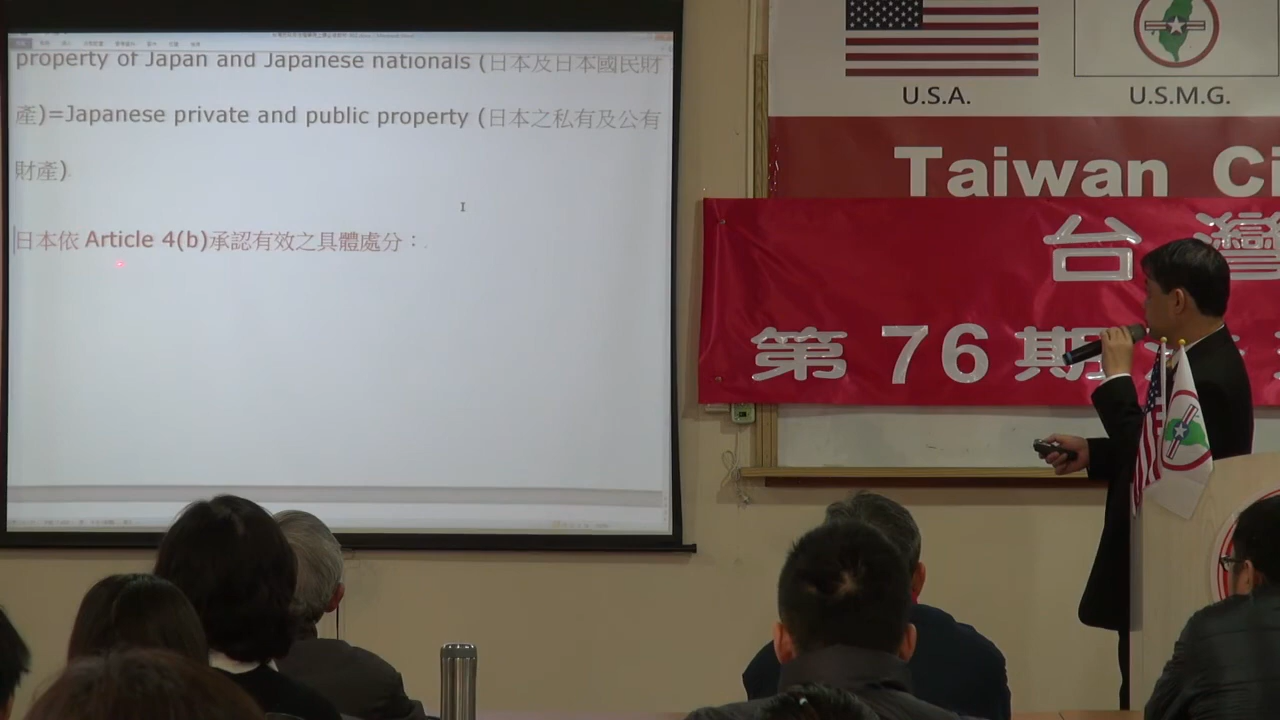 property of Japan and Japanese nationals (日本及日本國民財
產)=Japanese private and public property (日本之私有及公有
財產)
日本依 Article 4(b)承認有效之具體處分：
U.S.A.
U.S.M.G.
Taiwan Ci
台灣
第76期